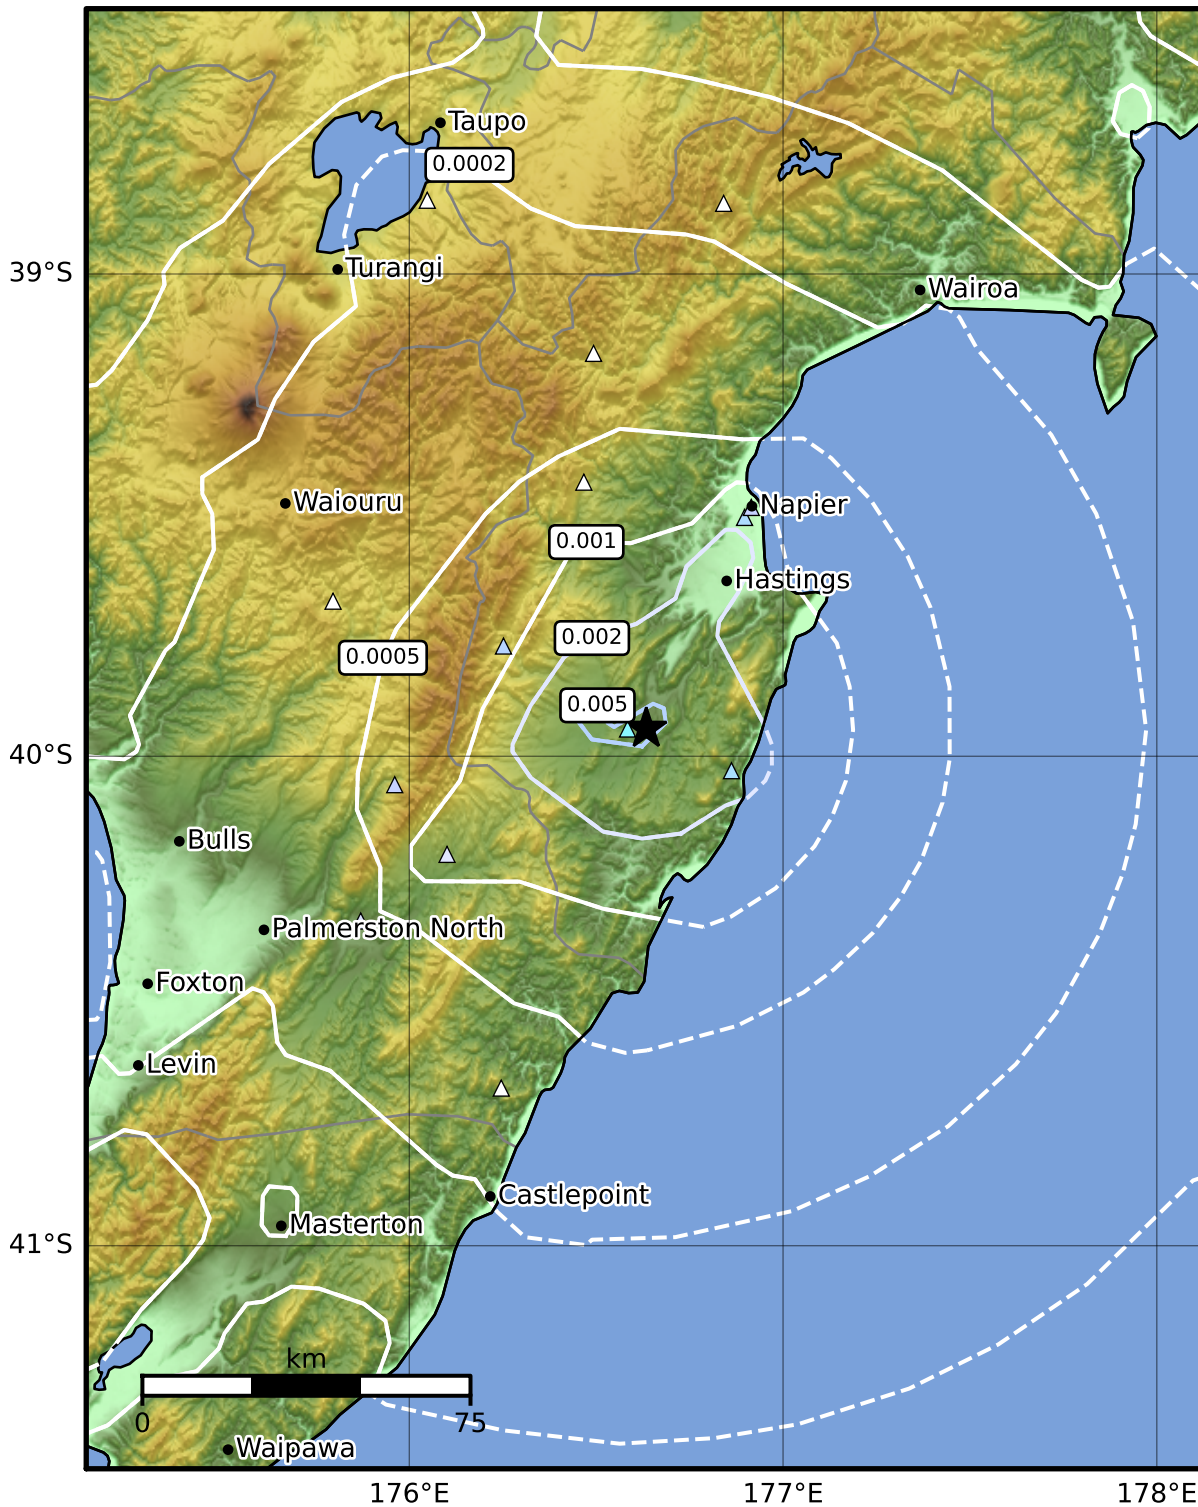 Taupo
0.0002
39°S
Turangi
Wairoa
Waiouru
Napier
0.001
Hastings
0.002
0.0005
0.005
40°S
Bulls
Palmerston North
Foxton
Levin
Castlepoint
Masterton
41°S
km
0 75
Waipawa
176°E 177°E 178°E